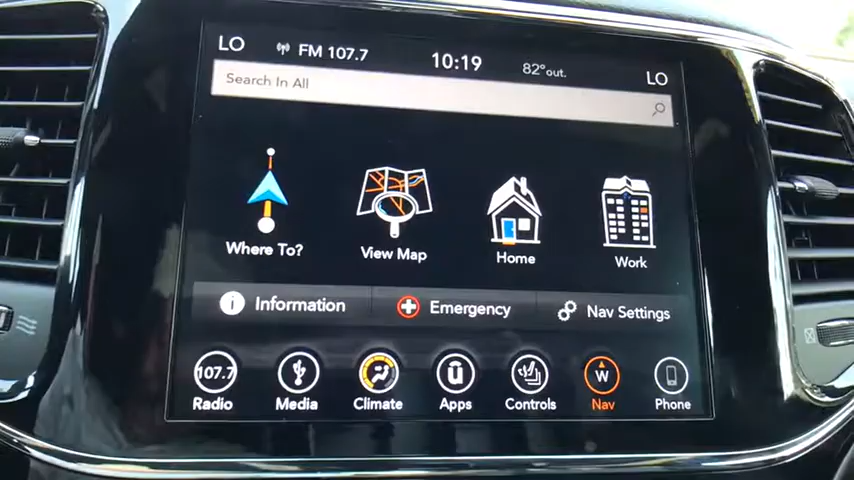 LO FM 107.7 10:19 82°out. LO
Search In All
Where To? View Map Home Work
Information Emergency Nav Settings
107.7 W
Radio Media Climate Apps Controls Nav Phone